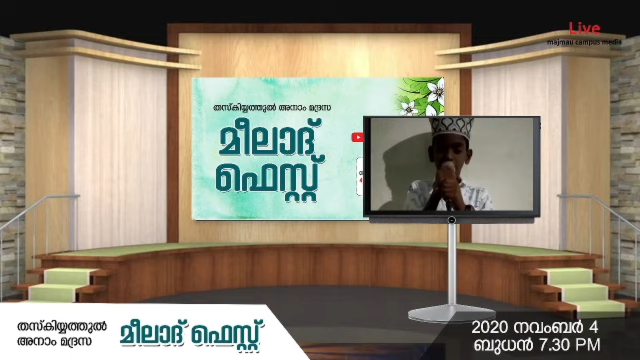 Live
majmau campus media
തസ്കിയ്യത്തുൽ അനാം മദ്രസ
മീലാദ്
ഫെസ്റ്റ്
തസ്കിയ്യത്തുൽ
അനാം മദ്രസ
മീലാദ് ഫെസ്റ്റ്
2020 നവംബർ 4
ബുധൻ 7.30 PM